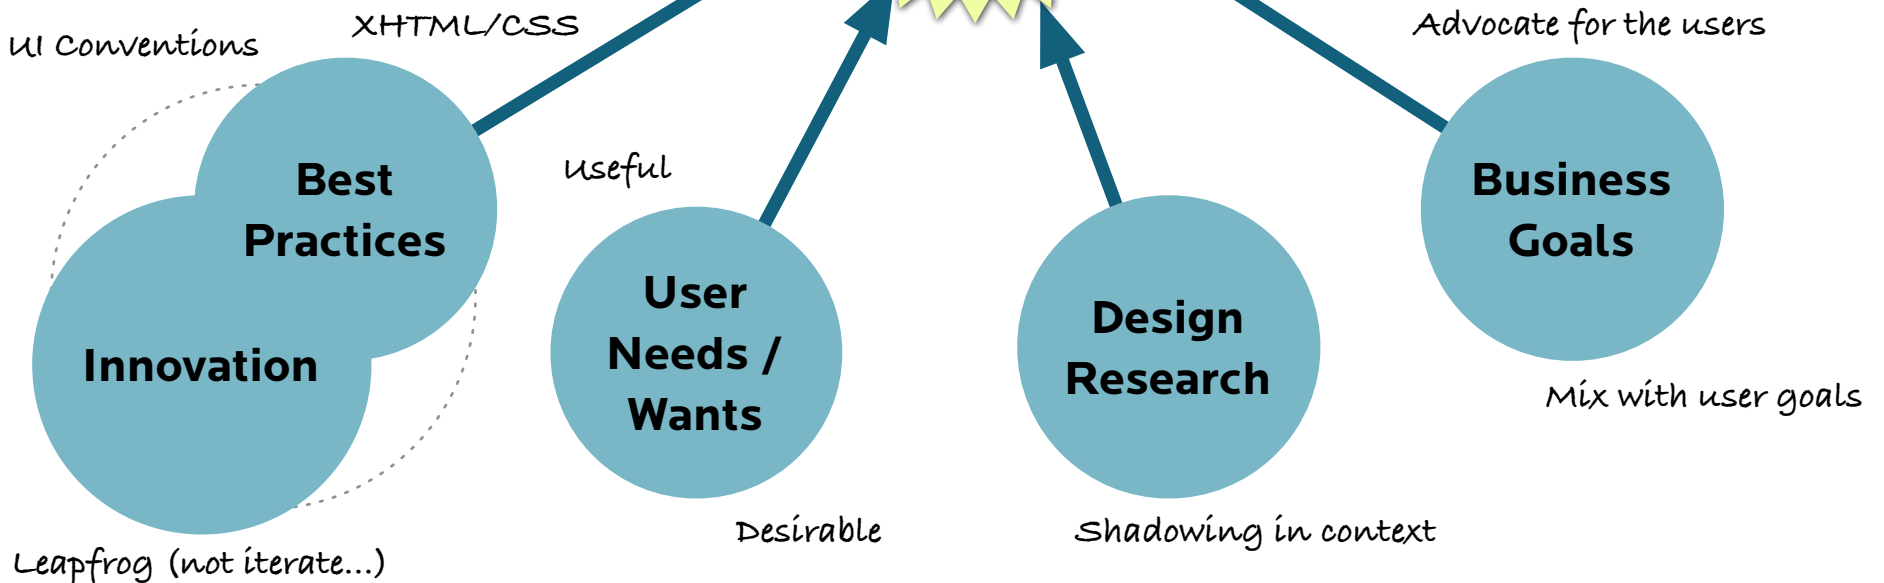 UI Conventions
XHTML/CSS
Best
Practices
Innovation
Leapfrog (not iterate...)
Useful
User
Needs /
Wants
Desirable
Design
Research
Shadowing in context
Advocate for the users
Business
Goals
Mix with user goals